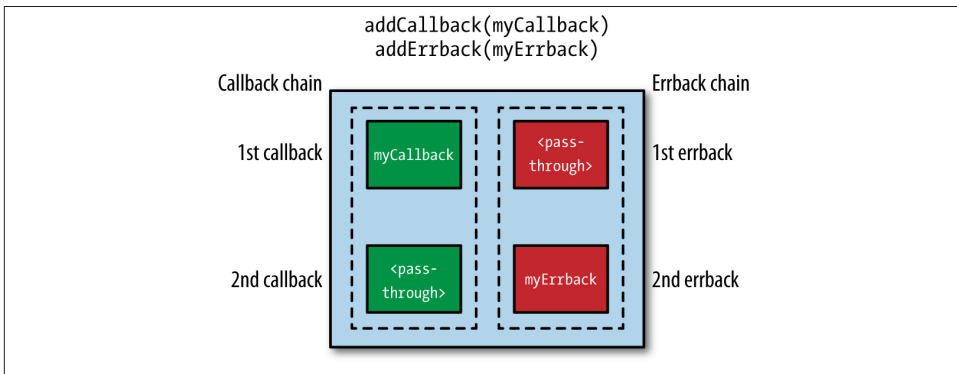 addCallback(myCallback)
addErrback(myErrback)
Callback chain
Errback chain
1st callback
myCallback
<pass-
through>
1st errback
2nd callback
<pass-
through>
myErrback
2nd errback